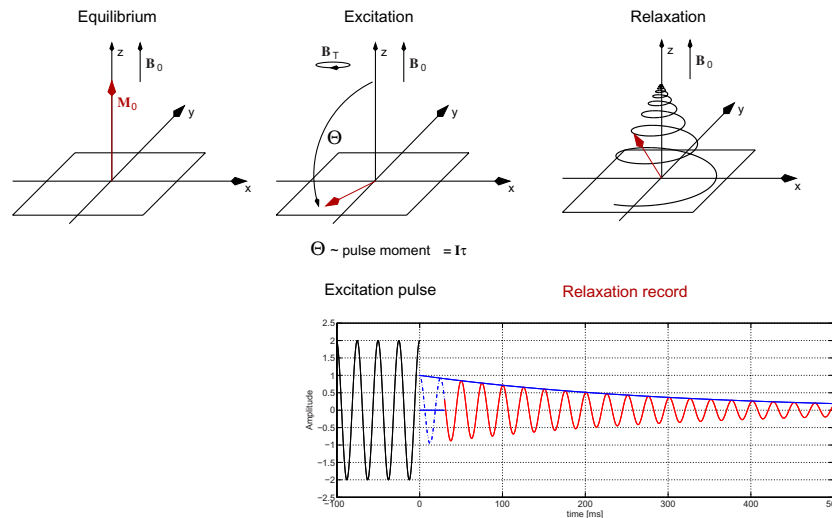 Equilibrium
Excitation
Relaxation
z
B0
M0
y
x
BT
z
B0
Θ
y
x
z
B0
y
x
Θ ~ pulse moment = Iτ
Excitation pulse
Relaxation record
2.5
2
1.5
1
0.5
0
−0.5
−1
−1.5
−2
−2.5
Amplitude
−100
0
100
200
300
400
50
time [ms]